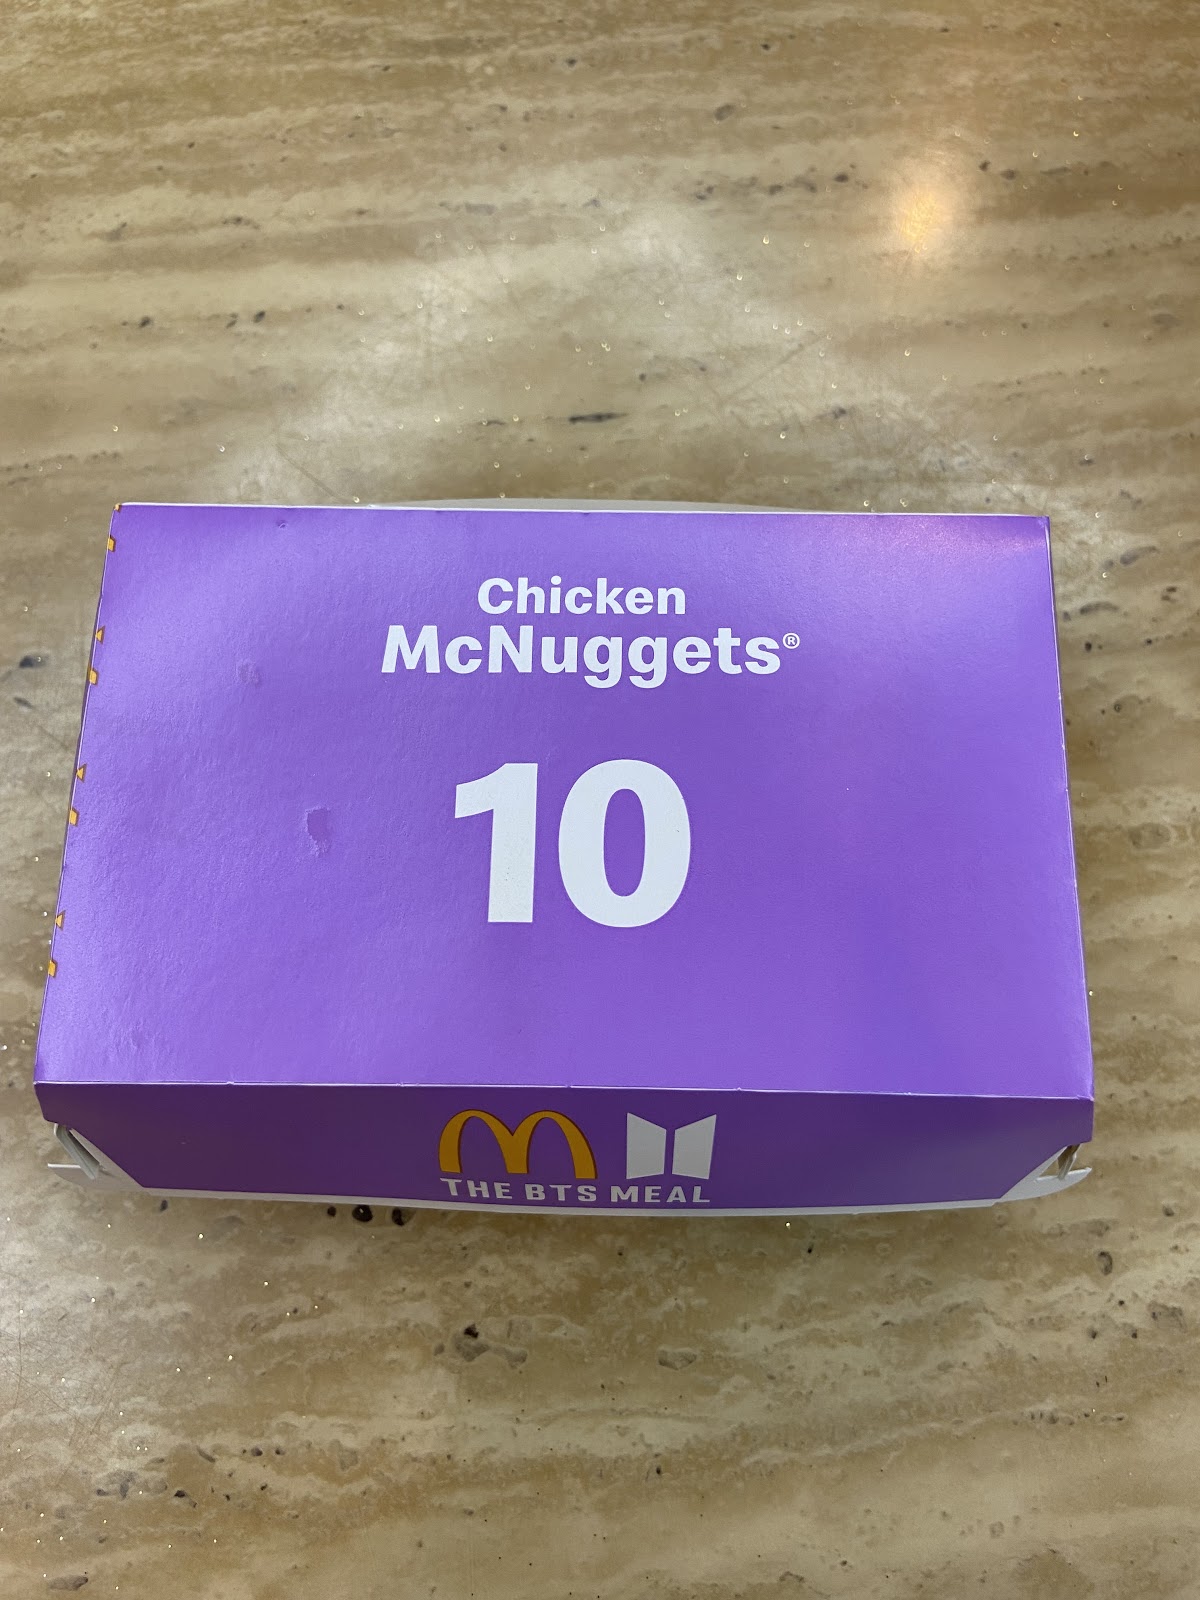 Chicken
McNuggets®
10
THE BTS MEAL